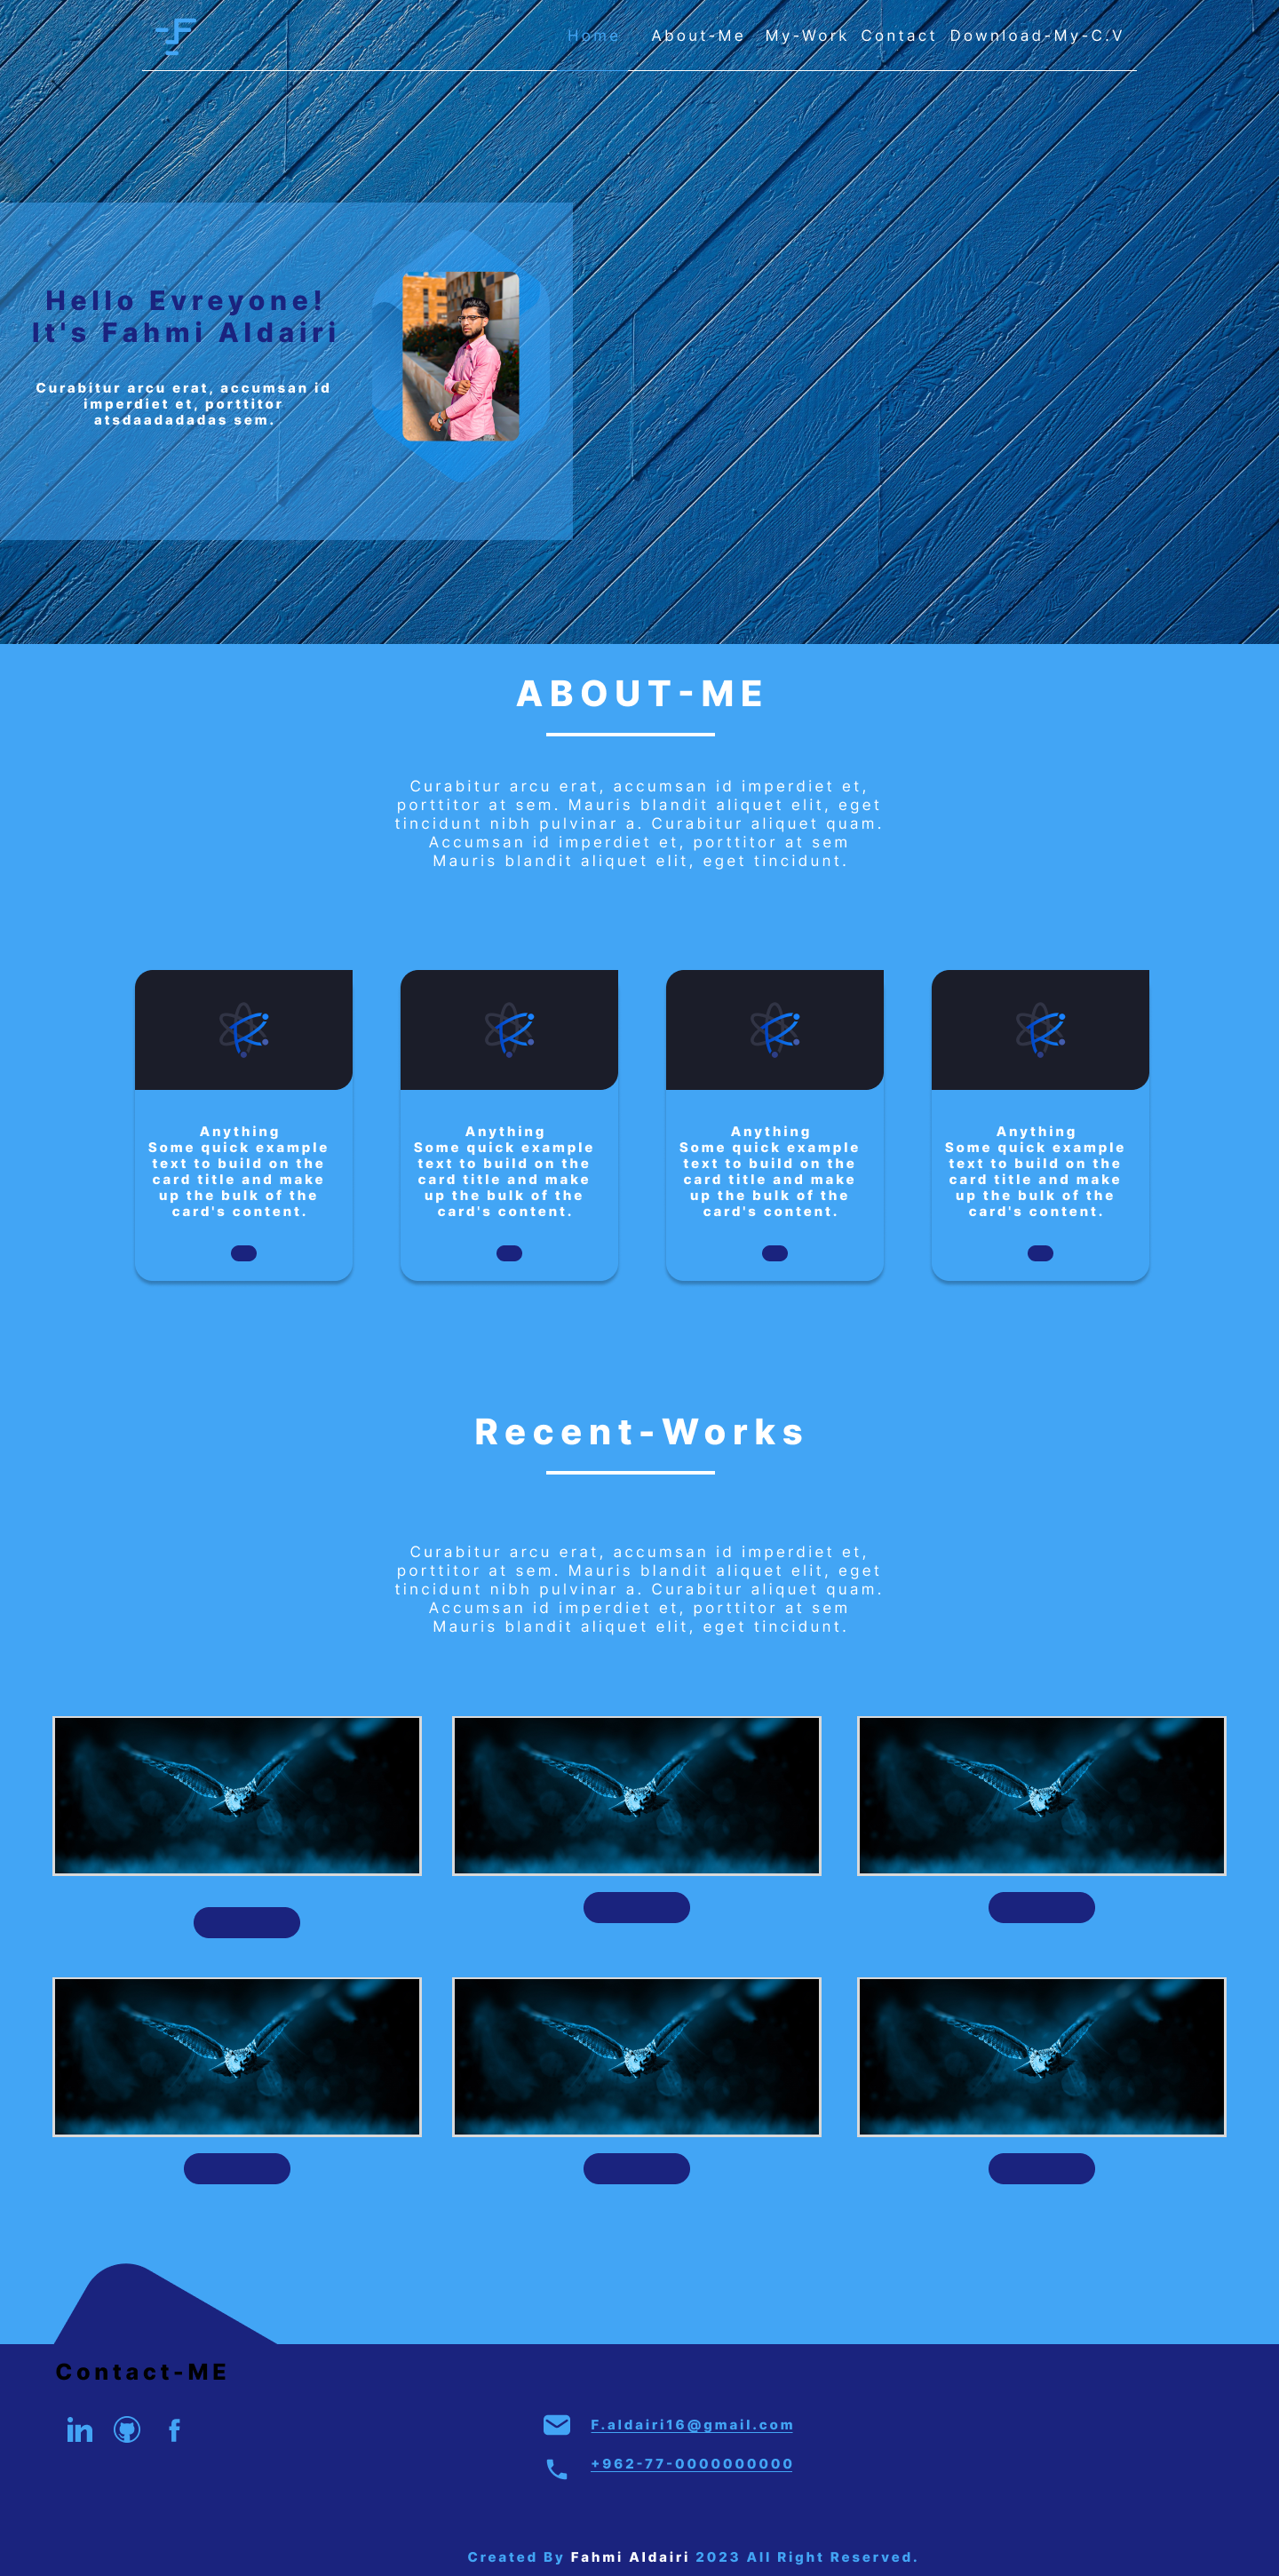 Home About-Me My-Work Contact Download-My-C.V
Hello Evreyone!
It's Fahmi Aldairi
Curabitur arcu erat, accumsan id
imperdiet et, porttitor
atsdaadadadas sem.
ABOUT-ME
Curabitur arcu erat, accumsan id imperdiet et,
porttitor at sem. Mauris blandit aliquet elit, eget
tincidunt nibh pulvinar a. Curabitur aliquet quam.
Accumsan id imperdiet et, porttitor at sem
Mauris blandit aliquet elit, eget tincidunt.
Anything
Some quick example
text to build on the
card title and make
up the bulk of the
card's content.
Anything
Some quick example
text to build on the
card title and make
up the bulk of the
card's content.
Anything
Some quick example
text to build on the
card title and make
up the bulk of the
card's content.
Anything
Some quick example
text to build on the
card title and make
up the bulk of the
card's content.
Recent-Works
Curabitur arcu erat, accumsan id imperdiet et,
porttitor at sem. Mauris blandit aliquet elit, eget
tincidunt nibh pulvinar a. Curabitur aliquet quam.
Accumsan id imperdiet et, porttitor at sem
Mauris blandit aliquet elit, eget tincidunt.
Contact-ME
F.aldairi16@gmail.com
+962-77-0000000000
Created By Fahmi Aldairi 2023 All Right Reserved.